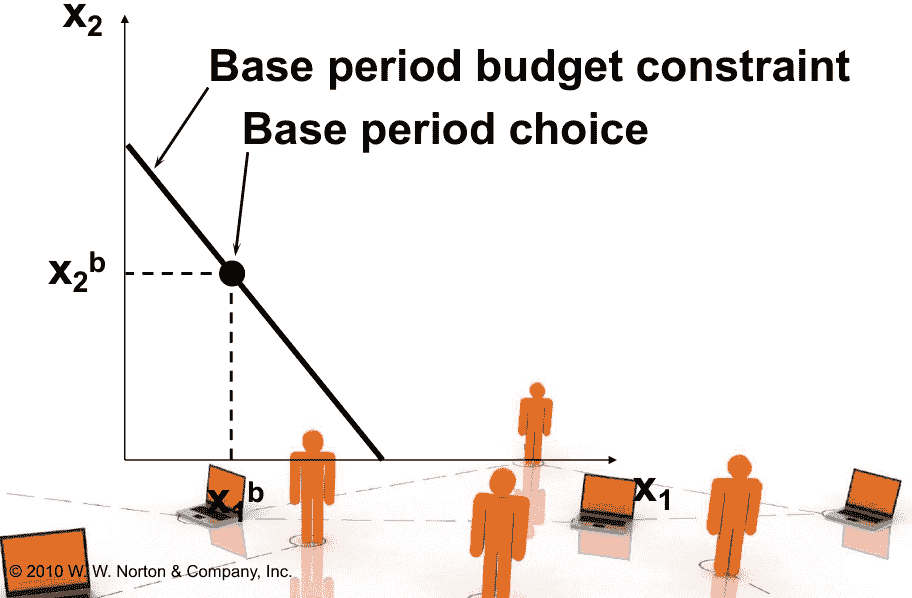 x₂
Base period budget constraint
Base period choice
x₂ᵇ
x₁ᵇ
x₁
© 2010 W. W. Norton & Company, Inc.